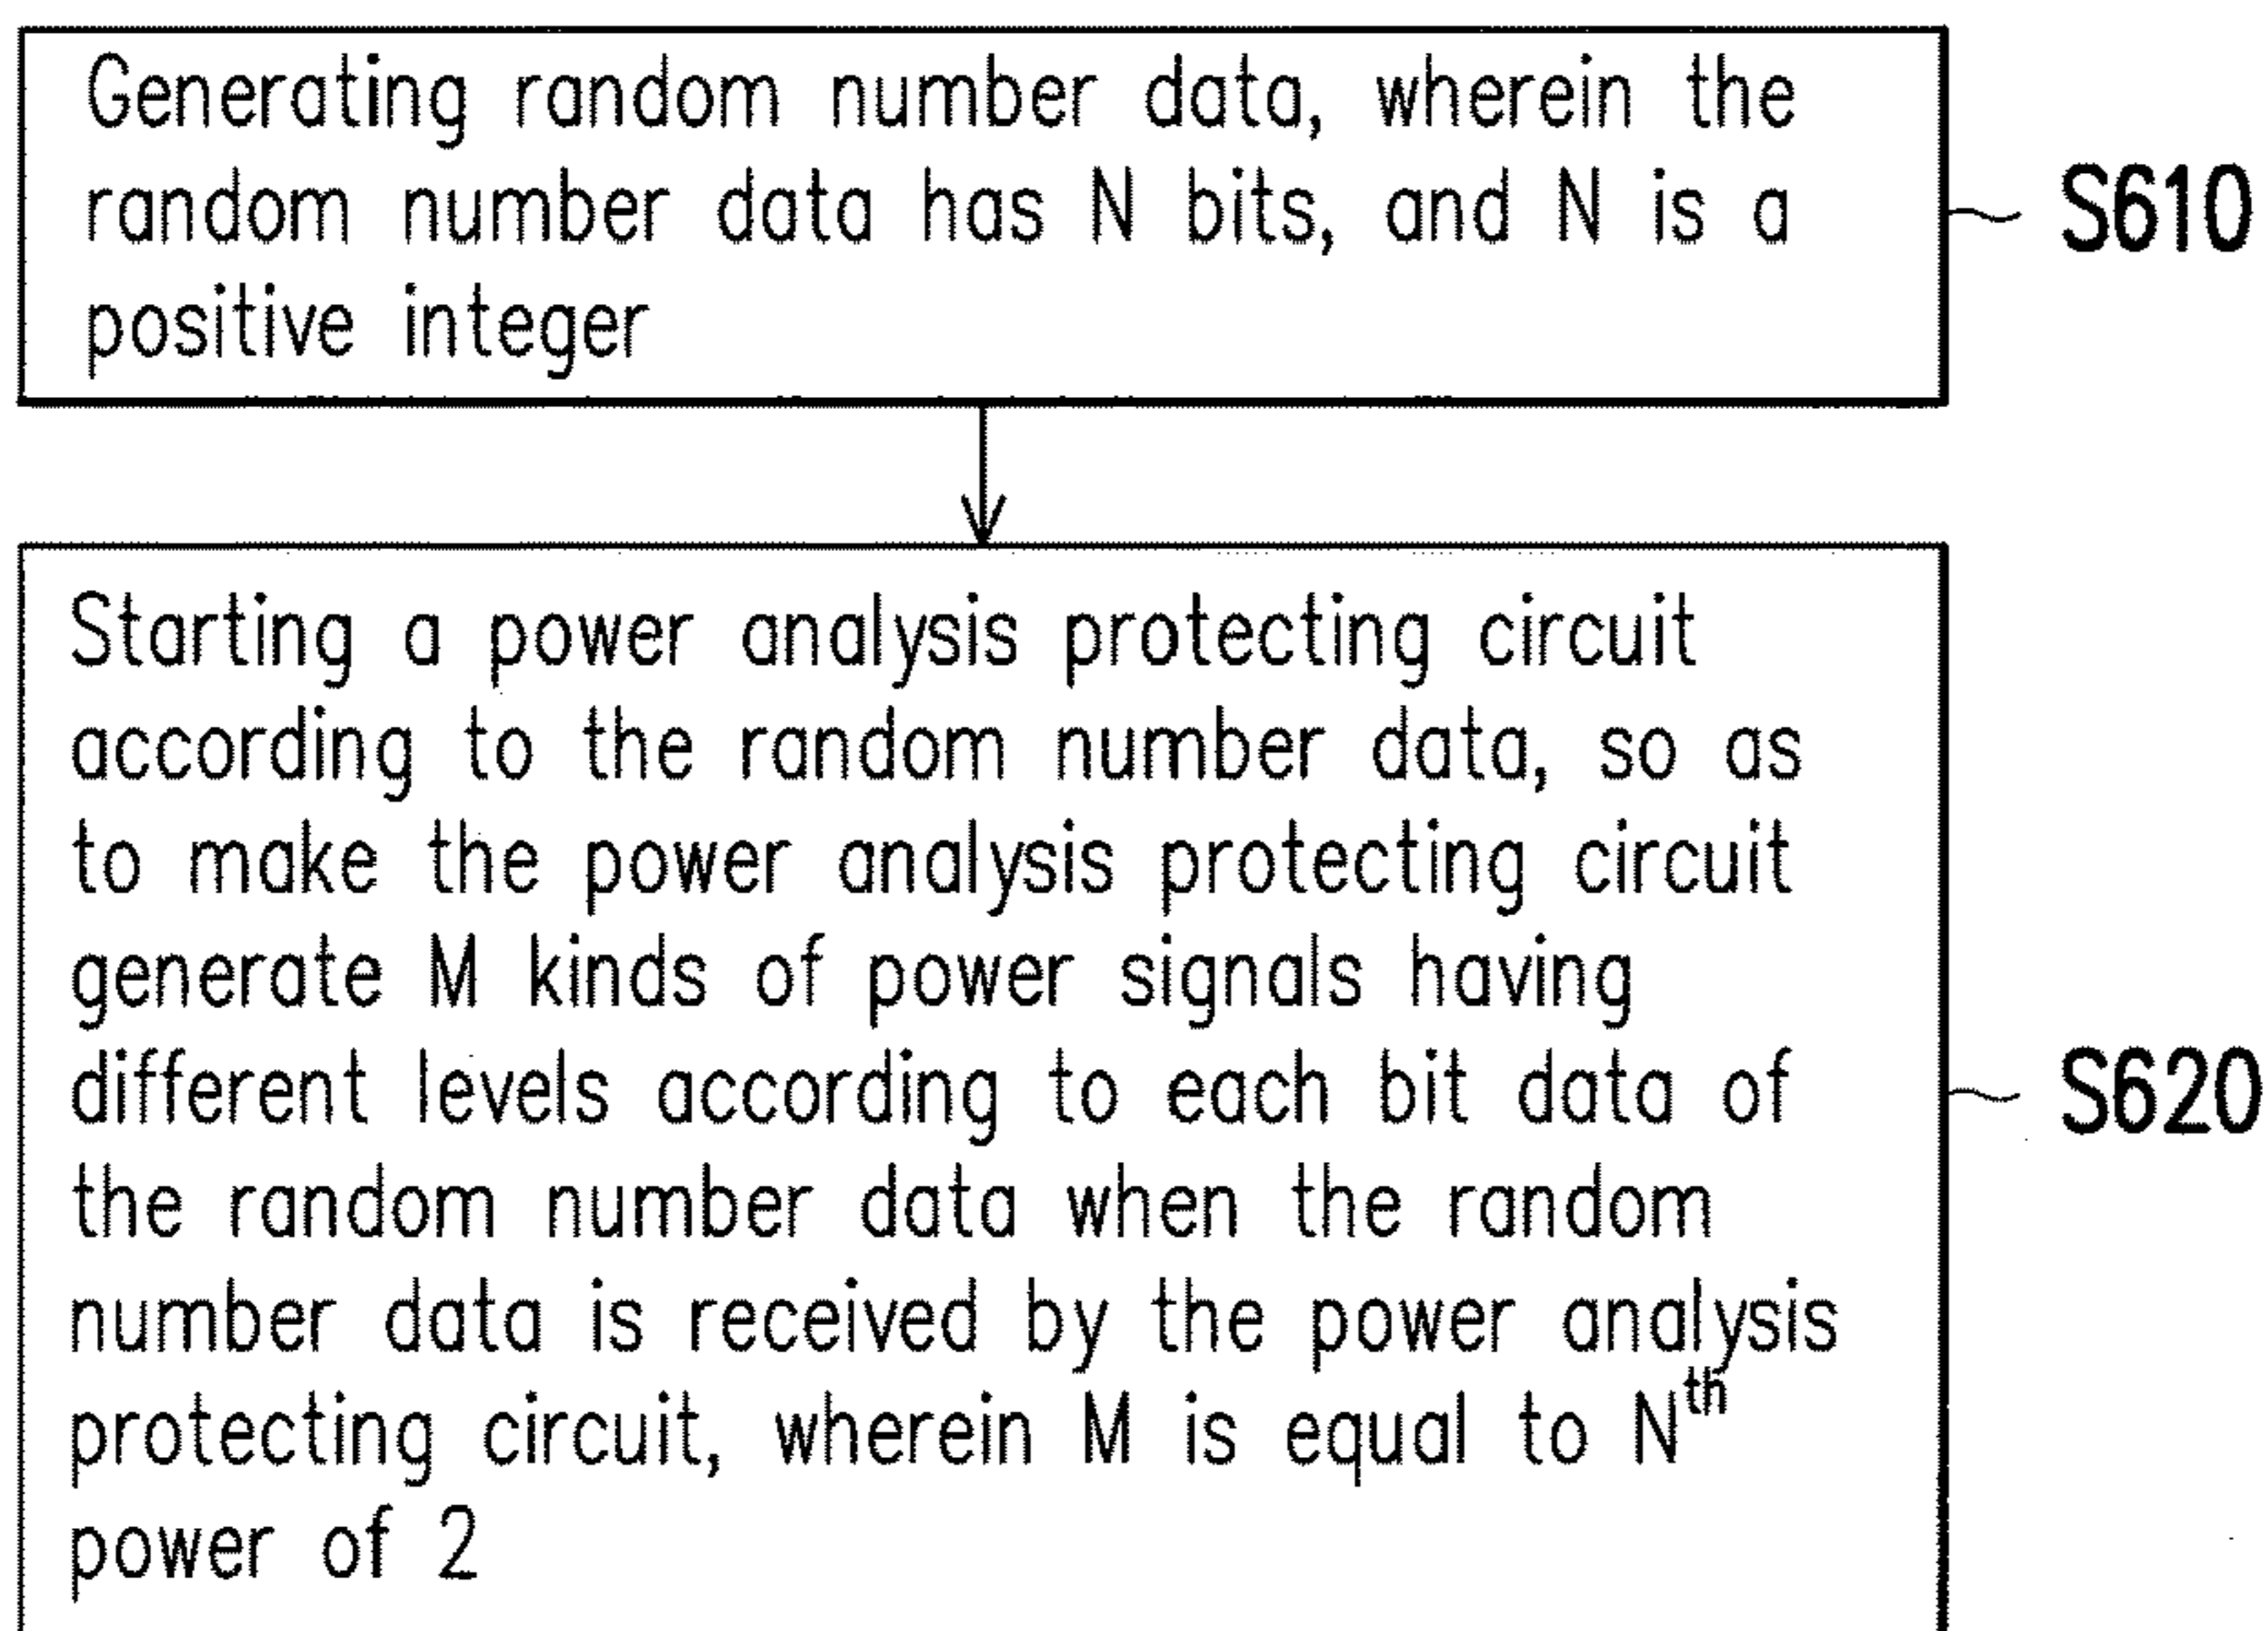 Generating random number data, wherein the
random number data has N bits, and N is a
positive integer
S610
Starting a power analysis protecting circuit
according to the random number data, so as
to make the power analysis protecting circuit
generate M kinds of power signals having
different levels according to each bit data of
the random number data when the random
number data is received by the power analysis
protecting circuit, wherein M is equal to Nth
power of 2
S620